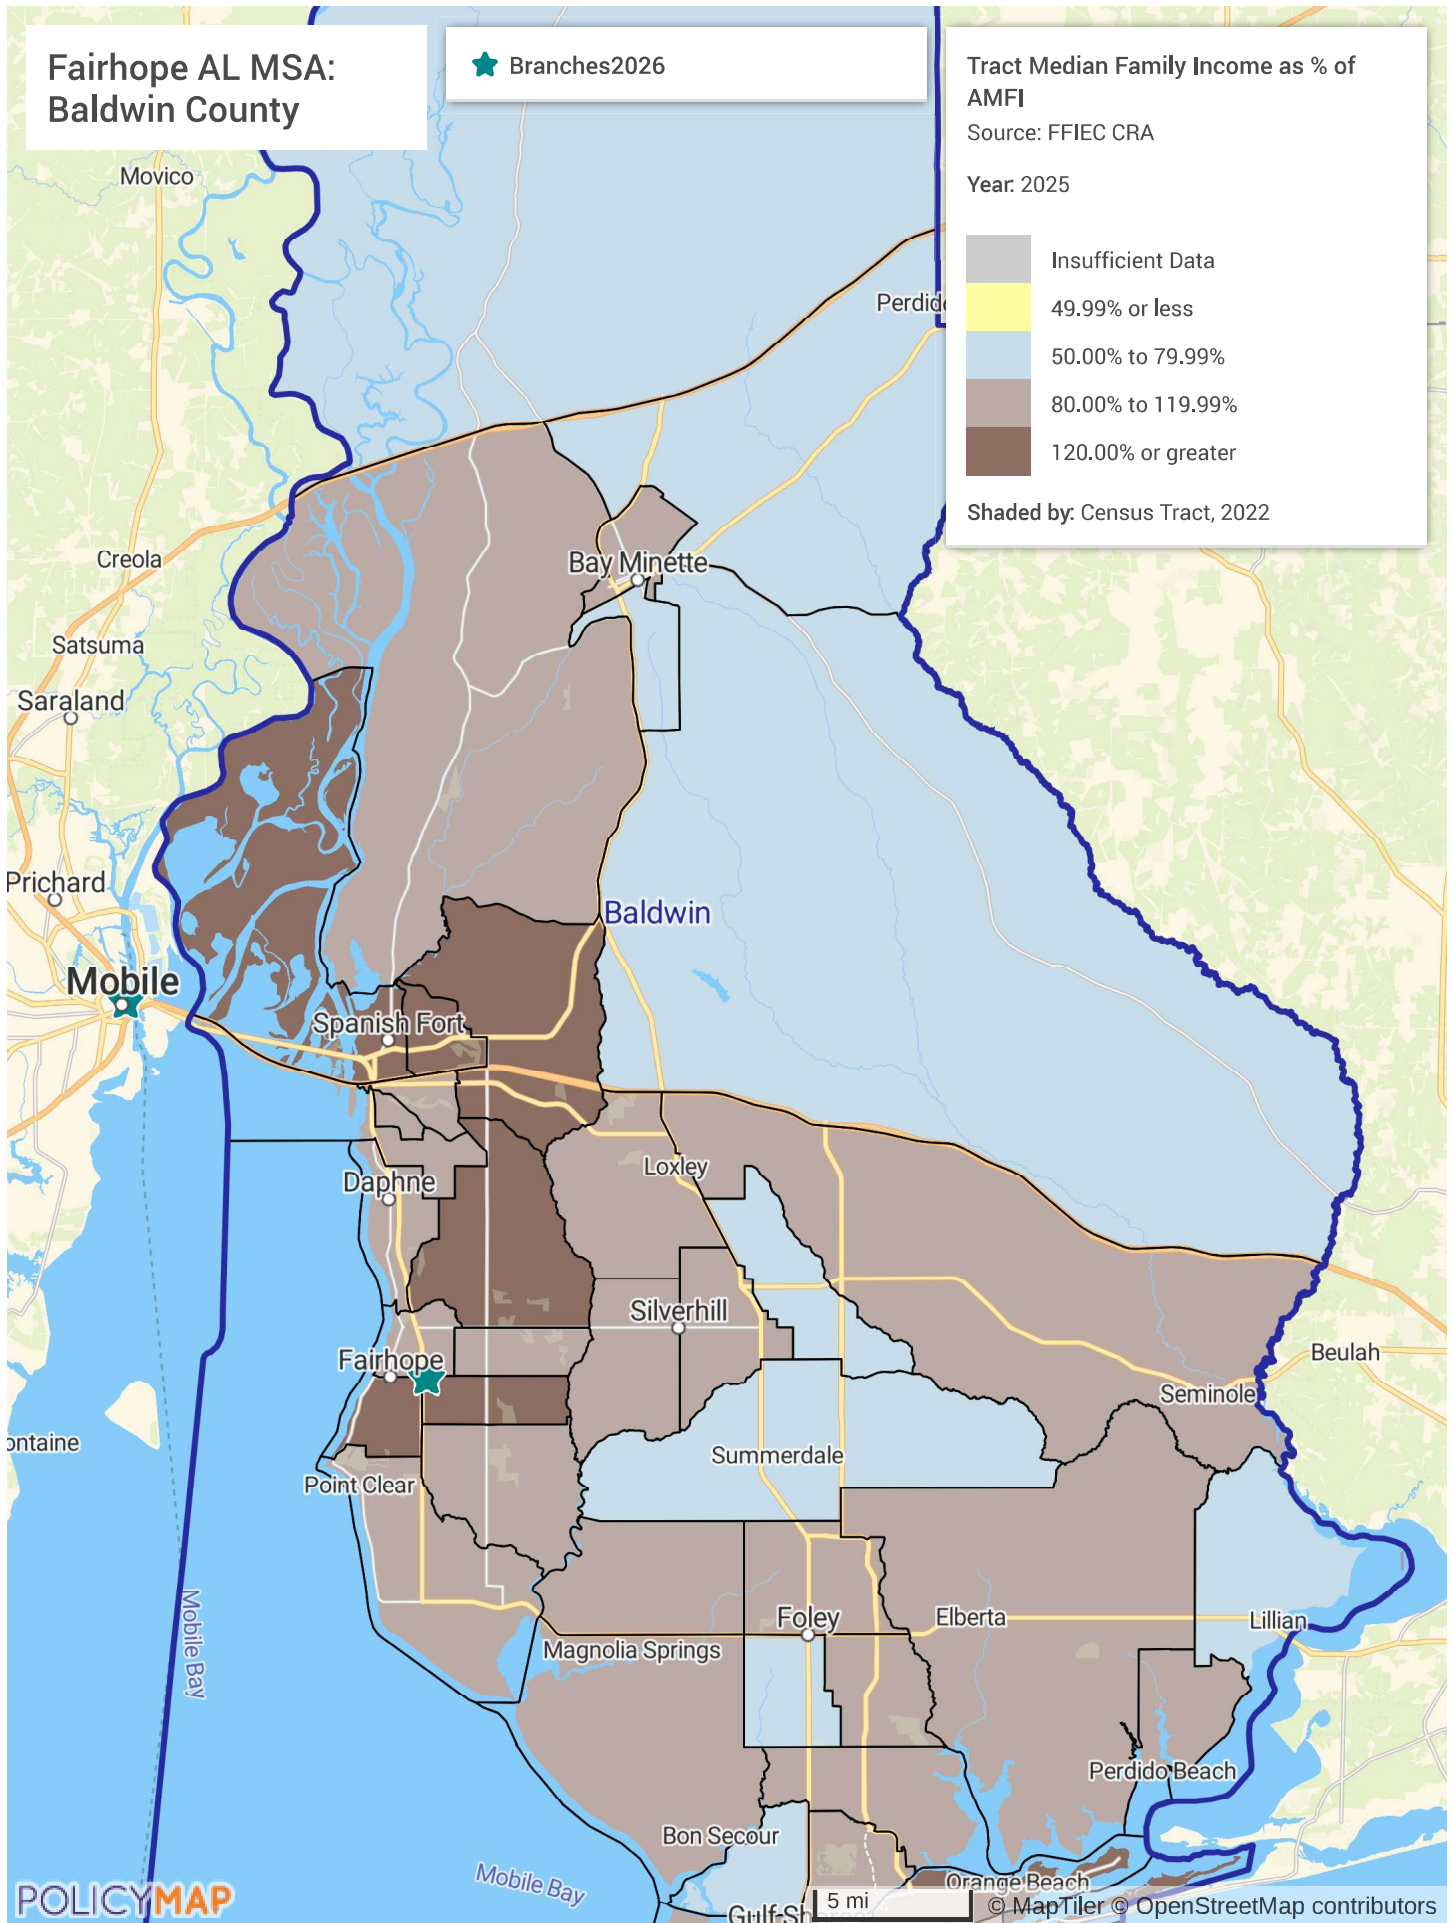 Fairhope AL MSA:
Baldwin County
Branches2026
Tract Median Family Income as % of
AMFI
Source: FFIEC CRA
Year: 2025
Insufficient Data
49.99% or less
50.00% to 79.99%
80.00% to 119.99%
120.00% or greater
Shaded by: Census Tract, 2022
Movico
Perdido
Creola
Bay Minette
Satsuma
Saraland
Prichard
Baldwin
Mobile
Spanish Fort
Loxley
Daphne
Silverhill
Fairhope
Beulah
Seminole
ontaine
Summerdale
Point Clear
Mobile Bay
Foley
Elberta
Lillian
Magnolia Springs
Perdido Beach
Bon Secour
Mobile Bay
Orange Beach
Gulf-Sh
5 mi
POLICYMAP
© MapTiler © OpenStreetMap contributors